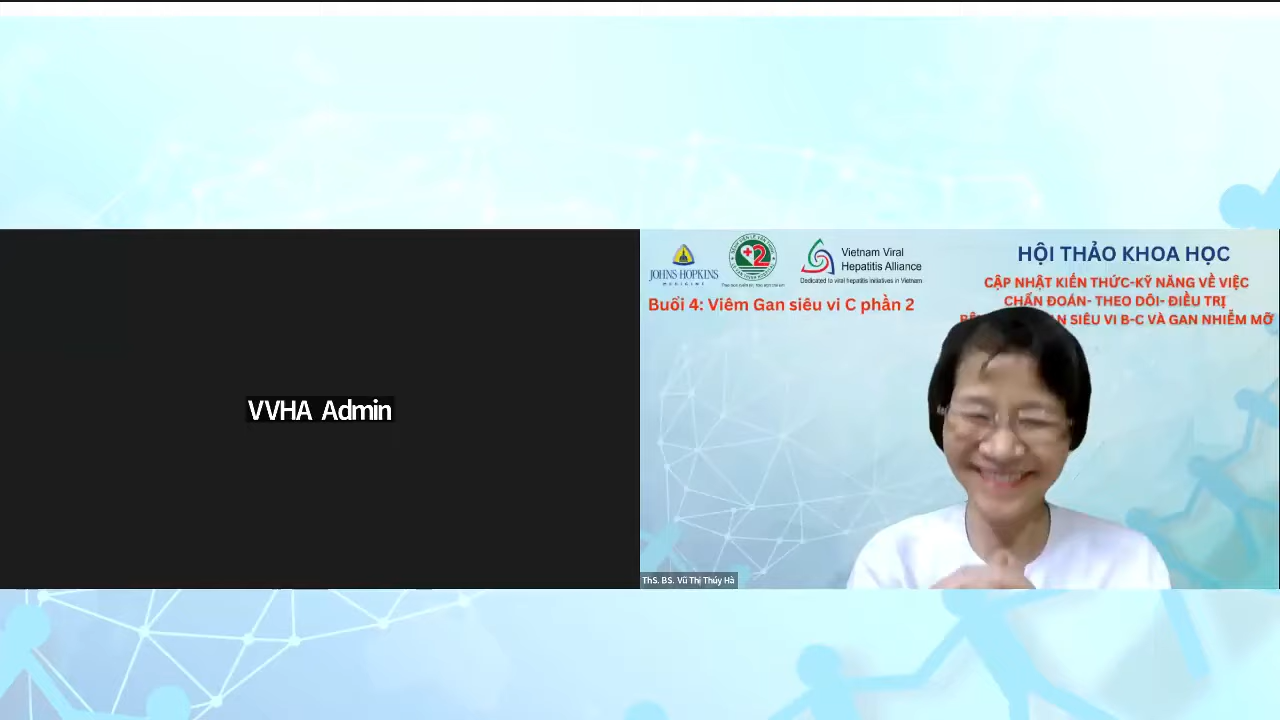 VVHA Admin
JOHNS HOPKINS
MEDICINE
Vietnam Viral
Hepatitis Alliance
Dedicated to viral hepatitis initiatives in Vietnam
Buổi 4: Viêm Gan siêu vi C phần 2
HỘI THẢO KHOA HỌC
CẬP NHẬT KIẾN THỨC-KỸ NĂNG VỀ VIỆC
CHẨN ĐOÁN- THEO DÕI- ĐIỀU TRỊ
SIÊU VI B-C VÀ GAN NHIỄM MỠ
ThS. BS. Vũ Thị Thúy Hà